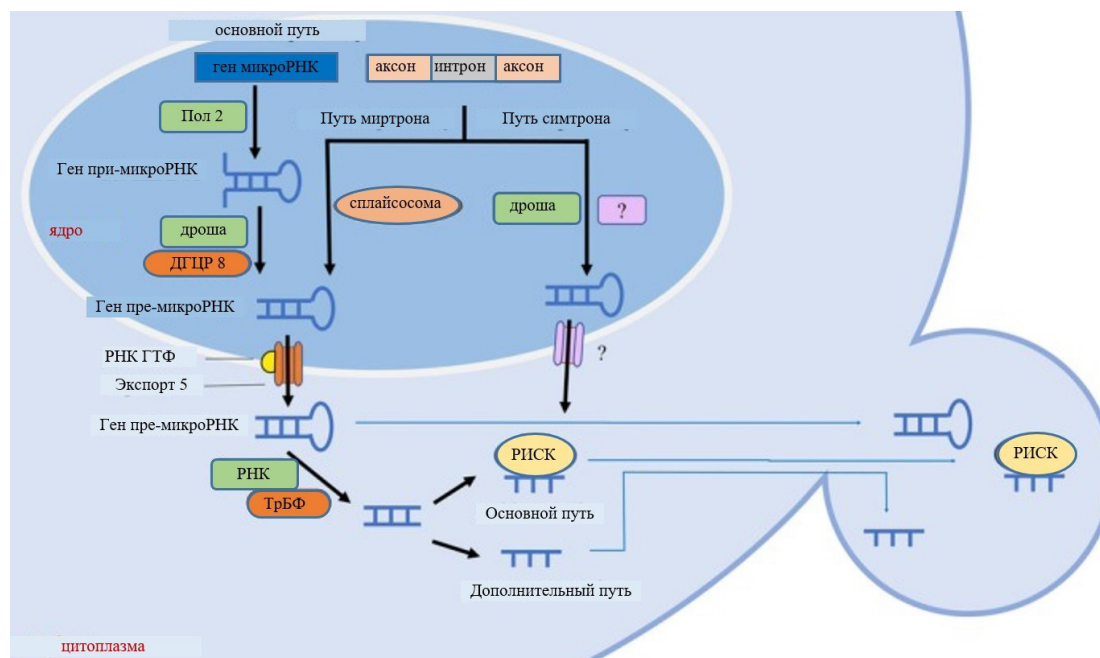 основной путь
ген микроРНК
аксон интрон аксон
Пол 2
Путь миртрона
Путь симтрона
Ген при-микроРНК
сплайсосома
дроша
?
ядро
дроша
ДГЦР 8
Ген пре-микроРНК
РНК ГТФ
?
Экспорт 5
Ген пре-микроРНК
РИСК
РИСК
РНК
ТрБФ
Основной путь
Дополнительный путь
цитоплазма